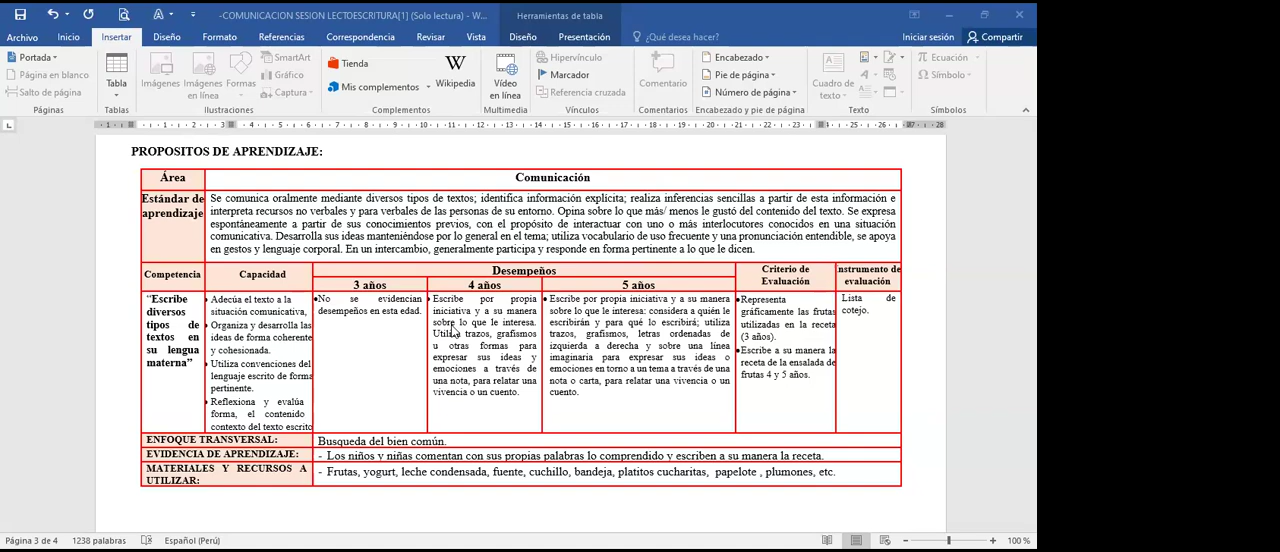 -COMUNICACION SESION LECTOESCRITURA[1] (Solo lectura) - W...
Herramientas de tabla
Archivo Inicio Insertar Diseño Formato Referencias Correspondencia Revisar Vista Diseño Presentación ¿Qué desea hacer? Iniciar sesión Compartir
Portada
Página en blanco
Salto de página
Páginas
Tabla
Tablas
Imágenes
Imágenes en línea
Formas
SmartArt
Gráfico
Captura
Ilustraciones
Tienda
Mis complementos
Wikipedia
Complementos
Vídeo en línea
Multimedia
Hipervínculo
Marcador
Referencia cruzada
Vínculos
Comentario
Comentarios
Encabezado
Pie de página
Número de página
Encabezado y pie de página
Cuadro de texto
Texto
Ecuación
Símbolo
Símbolos
PROPOSITOS DE APRENDIZAJE:
Área
Comunicación
Estándar de
aprendizaje
Se comunica oralmente mediante diversos tipos de textos; identifica información explicita; realiza inferencias sencillas a partir de esta información e
interpreta recursos no verbales y para verbales de las personas de su entorno. Opina sobre lo que más/ menos le gustó del contenido del texto. Se expresa
espontáneamente a partir de sus conocimientos previos, con el propósito de interactuar con uno o más interlocutores conocidos en una situación
comunicativa. Desarrolla sus ideas manteniéndose por lo general en el tema; utiliza vocabulario de uso frecuente y una pronunciación entendible, se apoya
en gestos y lenguaje corporal. En un intercambio, generalmente participa y responde en forma pertinente a lo que le dicen.
Competencia
Capacidad
Desempeños
3 años
4 años
5 años
Criterio de
Evaluación
nstrumento de
evaluación
“Escribe
diversos
tipos de
textos en
su lengua
materna”
• Adecúa el texto a la
situación comunicativa,
• Organiza y desarrolla las
ideas de forma coherente
y cohesionada.
• Utiliza convenciones del
lenguaje escrito de forma
pertinente.
• Reflexiona y evalúa
forma, el contenido
contexto del texto escrito
• No se evidencian
desempeños en esta edad.
• Escribe por propia
iniciativa y a su manera
sobre lo que le interesa.
Utiliza trazos, grafismos
u otras formas para
expresar sus ideas y
emociones a través de
una nota, para relatar una
vivencia o un cuento.
• Escribe por propia iniciativa y a su manera
sobre lo que le interesa: considera a quién le
escribirán y para qué lo escribirá; utiliza
trazos, grafismos, letras ordenadas de
izquierda a derecha y sobre una línea
imaginaria para expresar sus ideas o
emociones en torno a un tema a través de una
nota o carta, para relatar una vivencia o un
cuento.
• Representa
gráficamente las frutas
utilizadas en la receta
(3 años).
• Escribe a su manera la
receta de la ensalada de
frutas 4 y 5 años.
Lista de
cotejo.
ENFOQUE TRANSVERSAL:
Busqueda del bien común.
EVIDENCIA DE APRENDIZAJE:
- Los niños y niñas comentan con sus propias palabras lo comprendido y escriben a su manera la receta.
MATERIALES Y RECURSOS A
UTILIZAR:
- Frutas, yogurt, leche condensada, fuente, cuchillo, bandeja, platitos cucharitas, papelote , plumones, etc.
Página 3 de 4 1238 palabras Español (Perú) 100 %